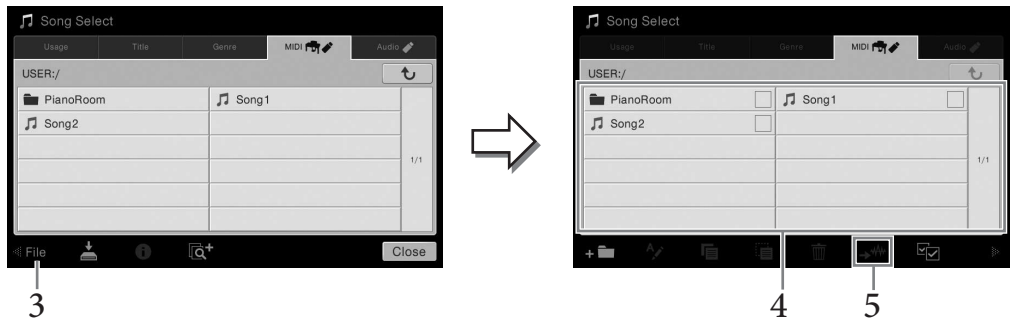 Song Select
Usage Title Genre MIDI Audio
USER:/
PianoRoom Song1
Song2
1/1
File Close
3
Song Select
Usage Title Genre MIDI Audio
USER:/
PianoRoom Song1
Song2
1/1
4 5